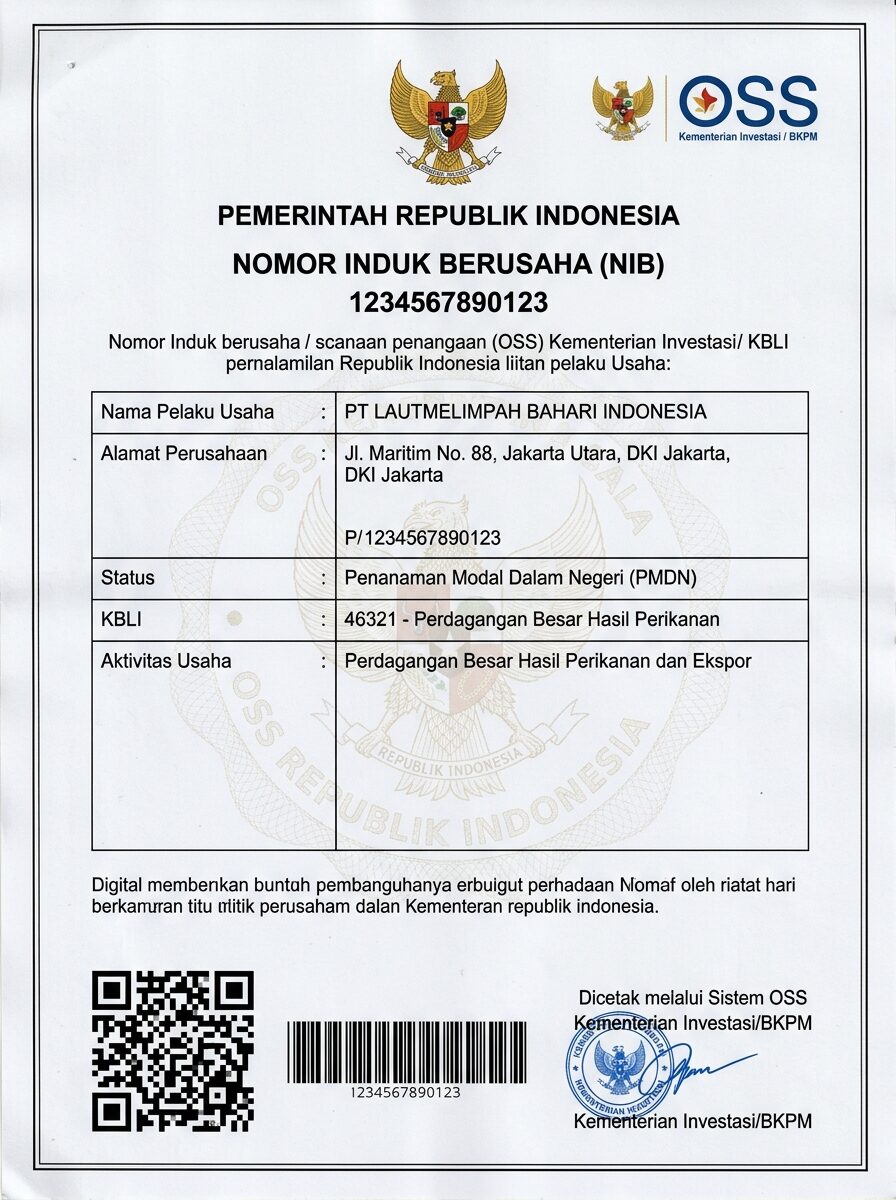 OSS
Kementerian Investasi / BKPM
PEMERINTAH REPUBLIK INDONESIA
NOMOR INDUK BERUSAHA (NIB)
1234567890123
Nomor Induk berusaha / scanaan penangaan (OSS) Kementerian Investasi/ KBLI
pernalamilan Republik Indonesia liitan pelaku Usaha:
Nama Pelaku Usaha : PT LAUTMELIMPAH BAHARI INDONESIA
Alamat Perusahaan : Jl. Maritim No. 88, Jakarta Utara, DKI Jakarta,
DKI Jakarta
P/1234567890123
Status : Penanaman Modal Dalam Negeri (PMDN)
KBLI : 46321 - Perdagangan Besar Hasil Perikanan
Aktivitas Usaha : Perdagangan Besar Hasil Perikanan dan Ekspor
REPUBLIK INDONESIA
OSS REPUBLIK INDONESIA
Digital membenkan buntuh pembanguhanya erbuigut perhadaan Nomaf oleh riatat hari
berkamuran titu ditik perusaham dalan Kementeran republik indonesia.
1234567890123
Dicetak melalui Sistem OSS
Kementerian Investasi/BKPM
Kementerian Investasi/BKPM